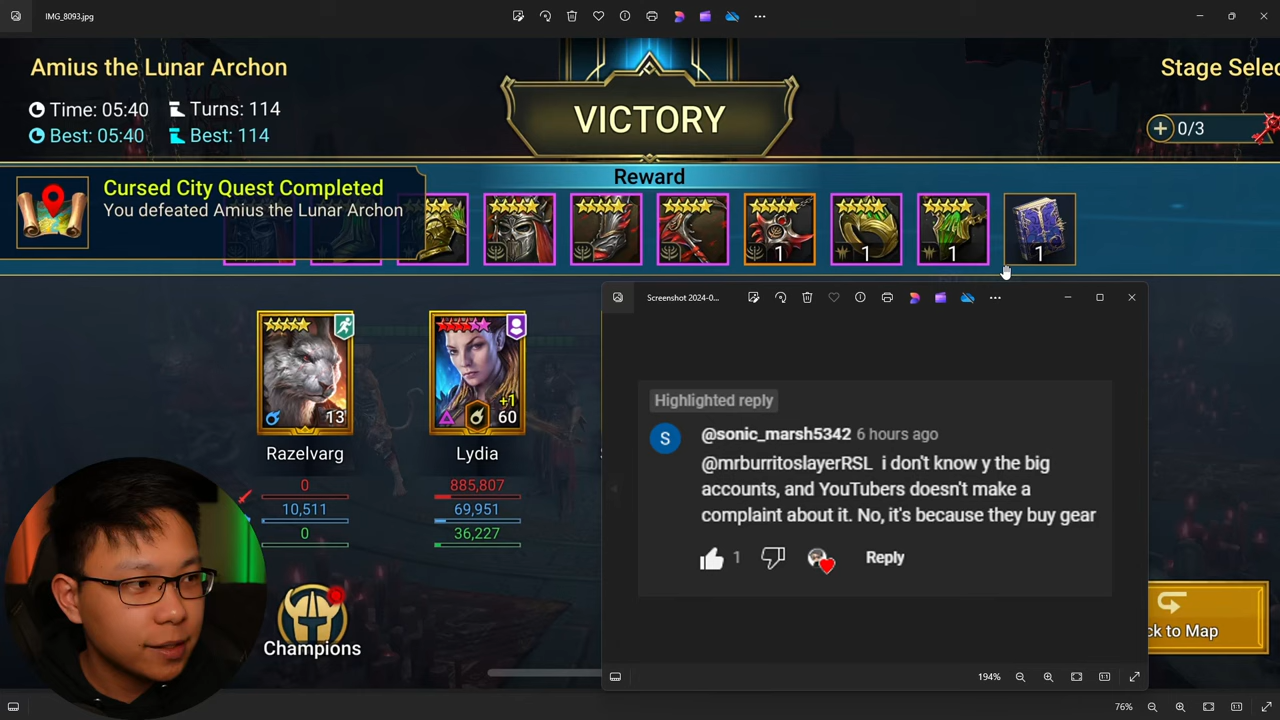 IMG_8093.jpg
Amius the Lunar Archon
Time: 05:40 Turns: 114
Best: 05:40 Best: 114
VICTORY
Stage Selec
0/3
Cursed City Quest Completed
You defeated Amius the Lunar Archon
Reward
1
1
1
1
13
+1
60
Razelvarg
Lydia
0
10,511
0
885,807
69,951
36,227
Champions
Screenshot 2024-0...
Highlighted reply
S
@sonic_marsh5342 6 hours ago
@mrburritoslayerRSL i don't know y the big
accounts, and YouTubers doesn't make a
complaint about it. No, it's because they buy gear
1
Reply
ck to Map
194%
1:1
76%
1:1